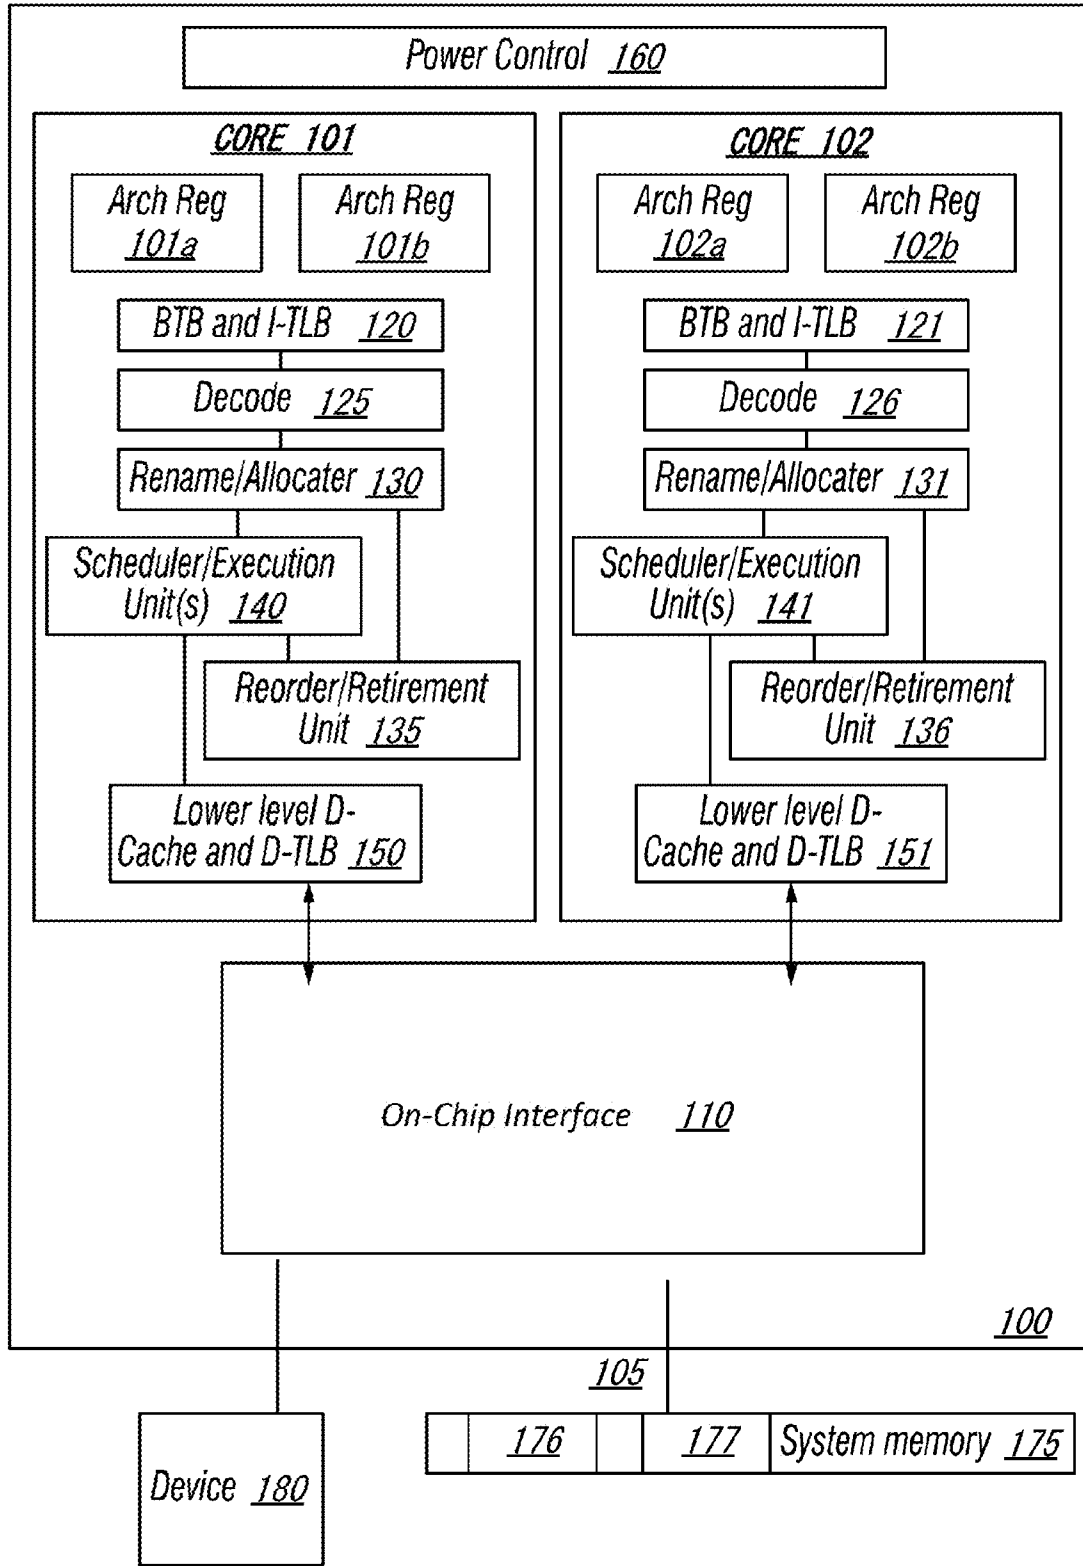 Power Control 160
CORE 101
Arch Reg
101a
Arch Reg
101b
BTB and I-TLB 120
Decode 125
Rename/Allocater 130
Scheduler/Execution
Unit(s) 140
Reorder/Retirement
Unit 135
Lower level D-
Cache and D-TLB 150
CORE 102
Arch Reg
102a
Arch Reg
102b
BTB and I-TLB 121
Decode 126
Rename/Allocater 131
Scheduler/Execution
Unit(s) 141
Reorder/Retirement
Unit 136
Lower level D-
Cache and D-TLB 151
On-Chip Interface 110
100
105
176 177 System memory 175
Device 180